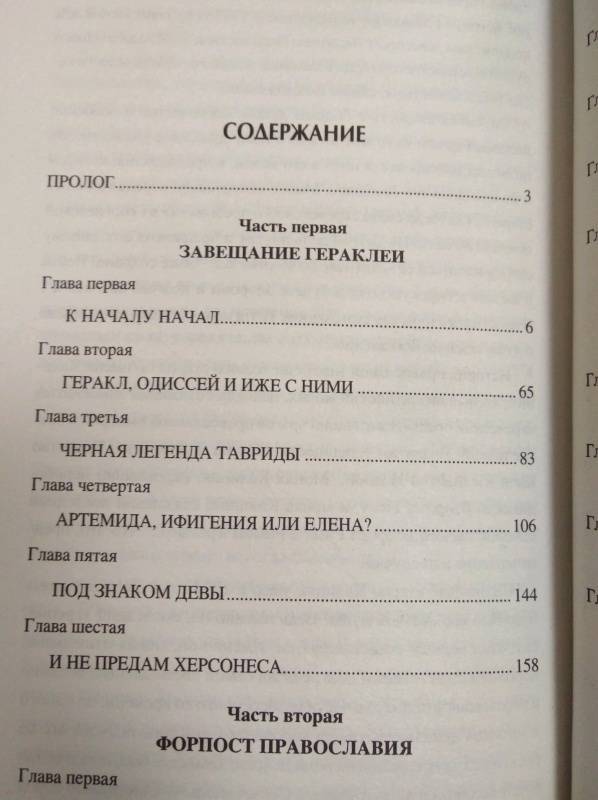 СОДЕРЖАНИЕ
ПРОЛОГ..........3
Часть первая
ЗАВЕЩАНИЕ ГЕРАКЛЕИ
Глава первая
К НАЧАЛУ НАЧАЛ..........6
Глава вторая
ГЕРАКЛ, ОДИССЕЙ И ИЖЕ С НИМИ..........65
Глава третья
ЧЕРНАЯ ЛЕГЕНДА ТАВРИДЫ..........83
Глава четвертая
АРТЕМИДА, ИФИГЕНИЯ ИЛИ ЕЛЕНА?..........106
Глава пятая
ПОД ЗНАКОМ ДЕВЫ..........144
Глава шестая
И НЕ ПРЕДАМ ХЕРСОНЕСА..........158
Часть вторая
ФОРПОСТ ПРАВОСЛАВИЯ
Глава первая